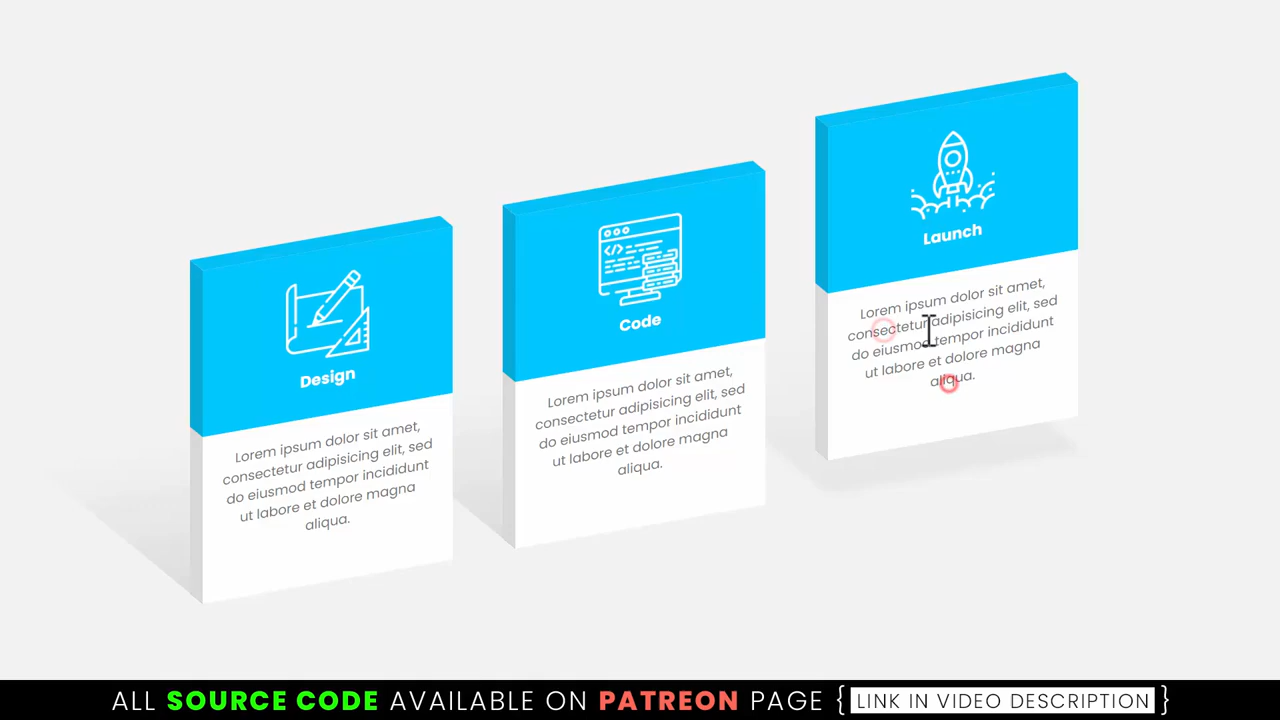 Design
Lorem ipsum dolor sit amet,
consectetur adipisicing elit, sed
do eiusmod tempor incididunt
ut labore et dolore magna
aliqua.
Code
Lorem ipsum dolor sit amet,
consectetur adipisicing elit, sed
do eiusmod tempor incididunt
ut labore et dolore magna
aliqua.
Launch
Lorem ipsum dolor sit amet,
consectetur adipisicing elit, sed
do eiusmod tempor incididunt
ut labore et dolore magna
aliqua.
ALL SOURCE CODE AVAILABLE ON PATREON PAGE { LINK IN VIDEO DESCRIPTION }